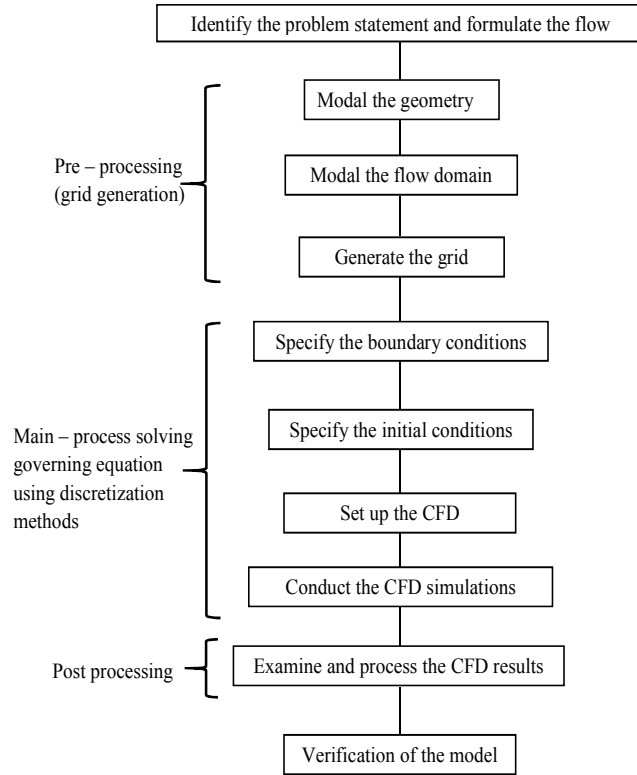 Identify the problem statement and formulate the flow
Modal the geometry
Pre – processing
(grid generation)
Modal the flow domain
Generate the grid
Specify the boundary conditions
Main – process solving
governing equation
using discretization
methods
Specify the initial conditions
Set up the CFD
Conduct the CFD simulations
Post processing
Examine and process the CFD results
Verification of the model